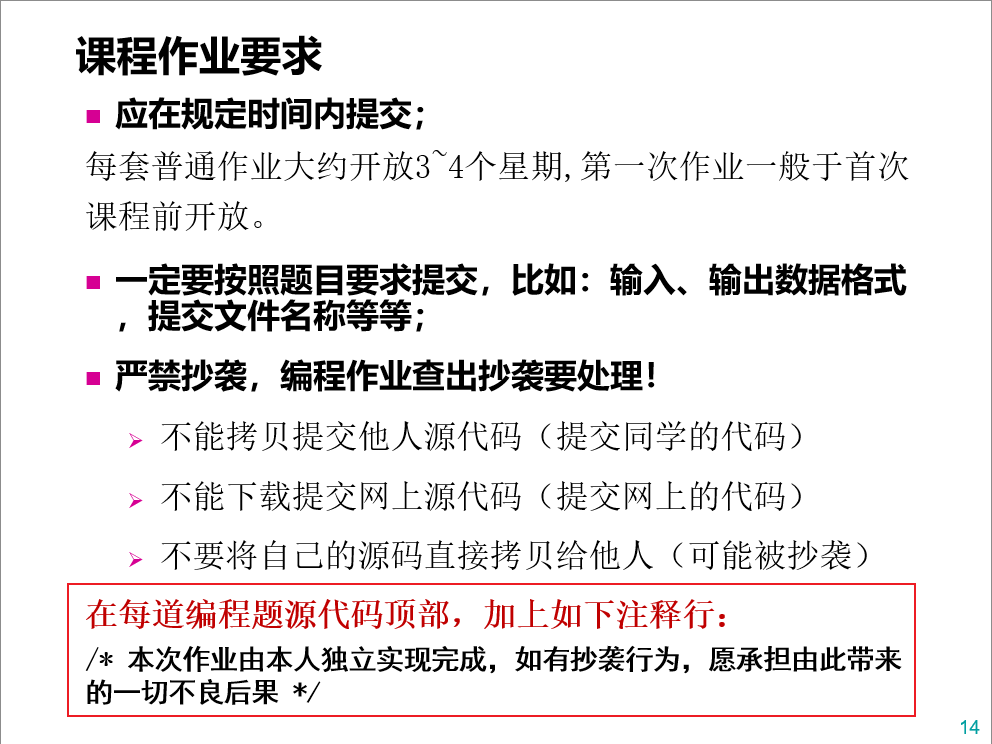 课程作业要求
■ 应在规定时间内提交；
每套普通作业大约开放3~4个星期,第一次作业一般于首次
课程前开放。
■ 一定要按照题目要求提交，比如：输入、输出数据格式
，提交文件名称等等；
■ 严禁抄袭，编程作业查出抄袭要处理！
➢ 不能拷贝提交他人源代码（提交同学的代码）
➢ 不能下载提交网上源代码（提交网上的代码）
➢ 不要将自己的源码直接拷贝给他人（可能被抄袭）
在每道编程题源代码顶部，加上如下注释行：
/* 本次作业由本人独立实现完成，如有抄袭行为，愿承担由此带来
的一切不良后果 */
14